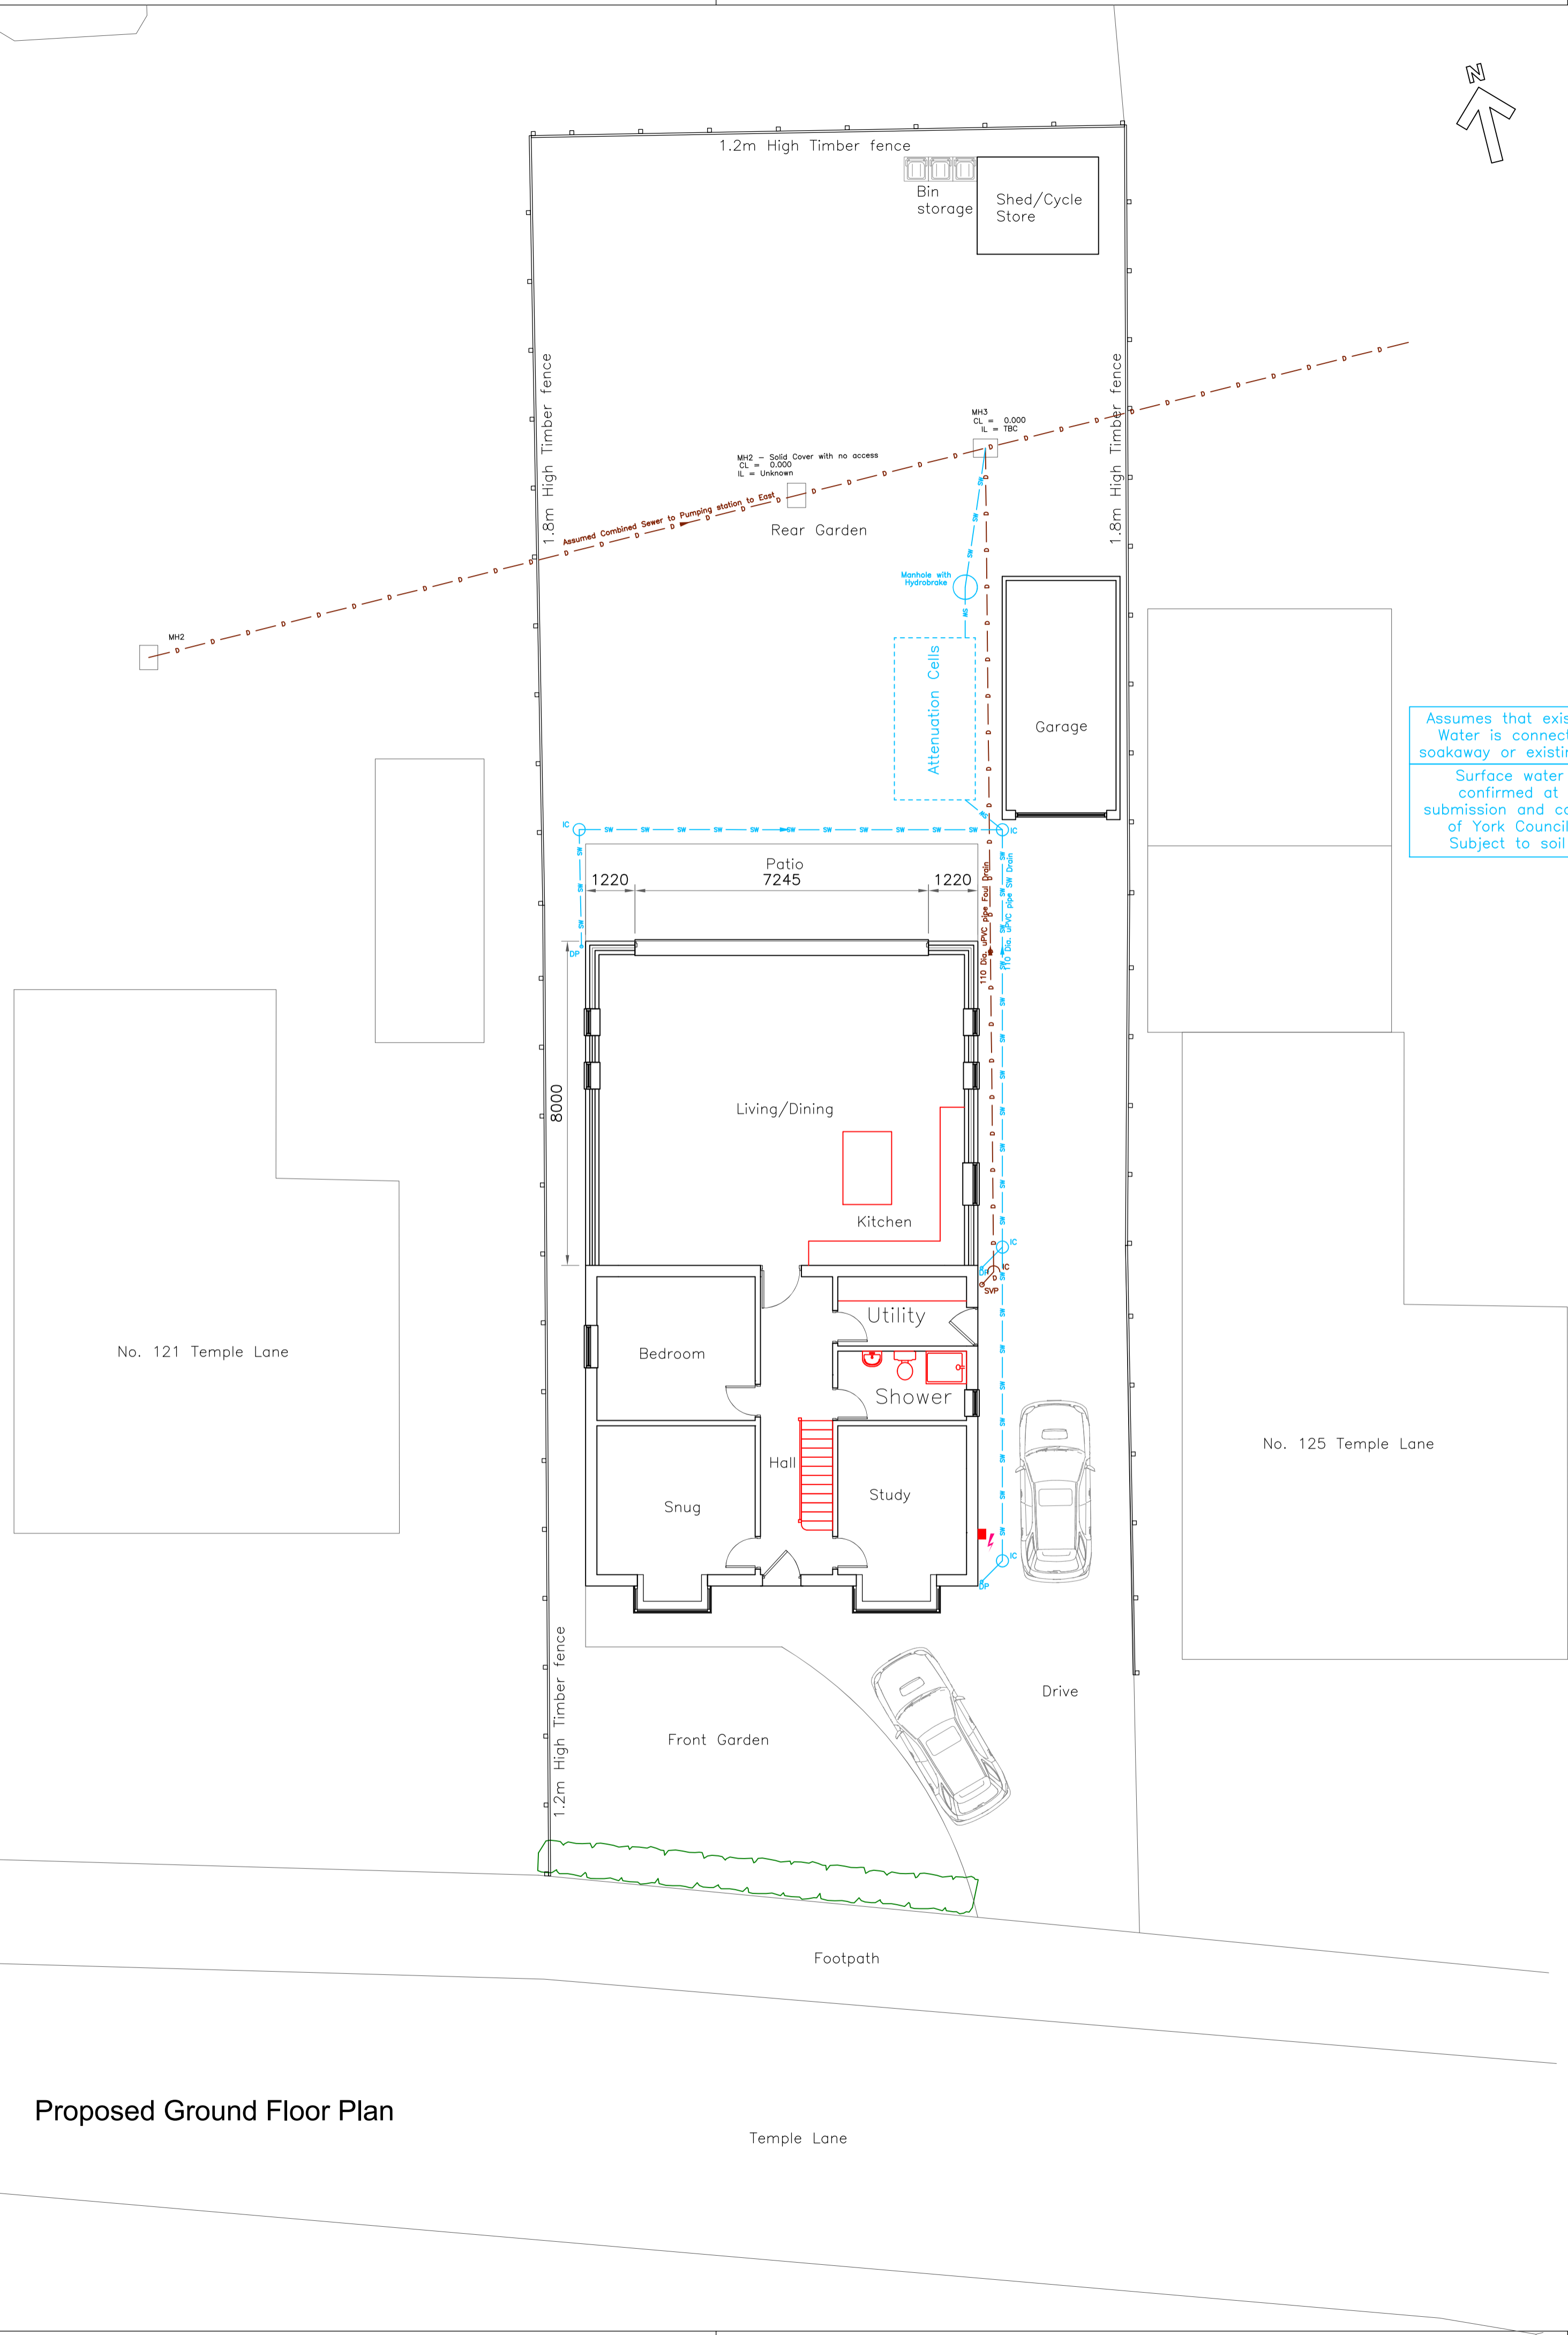 N
1.2m High Timber fence
Bin
storage
Shed/Cycle
Store
1.8m High Timber fence
1.8m High Timber fence
MH3
CL = 0.000
IL = TBC
MH2 - Solid Cover with no access
CL = 0.000
IL = Unknown
Assumed Combined Sewer to Pumping station to East
Rear Garden
Manhole with
Hydrobrake
MH2
Attenuation Cells
Garage
Assumes that exis
Water is connect
soakaway or existin
Surface water
confirmed at
submission and co
of York Council
Subject to soil
IC
IC
Patio
1220
7245
1220
110 Dia. uPVC pipe Foul Drain
110 Dia. uPVC pipe SW Drain
DP
8000
Living/Dining
Kitchen
IC
DP
IC
SVP
Utility
Bedroom
Shower
No. 121 Temple Lane
No. 125 Temple Lane
Hall
Snug
Study
IC
DP
1.2m High Timber fence
Drive
Front Garden
Footpath
Proposed Ground Floor Plan
Temple Lane